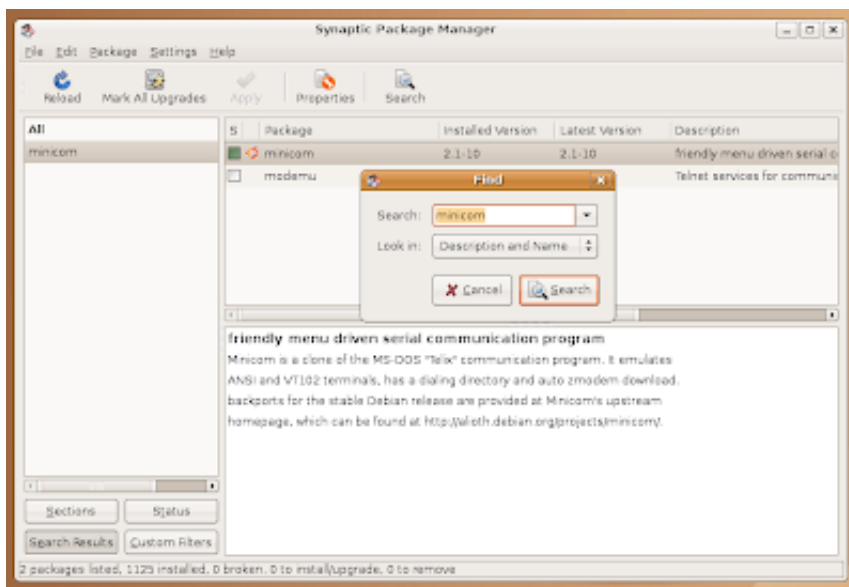 Synaptic Package Manager
File Edit Package Settings Help
Reload Mark All Upgrades Apply Properties Search
All
minicom
S Package Installed Version Latest Version Description
minicom 2.1-10 2.1-10 friendly menu driven serial c
modemu Telnet services for commun
Find
Search: minicom
Look in: Description and Name
Cancel Search
friendly menu driven serial communication program
Minicom is a clone of the MS-DOS "Telix" communication program. It emulates
ANSI and VT102 terminals, has a dialing directory and auto zmodem download.
backports for the stable Debian release are provided at Minicom's upstream
homepage, which can be found at http://alioth.debian.org/projects/minicom/.
Sections Status
Search Results Custom Filters
2 packages listed, 1125 installed, 0 broken. 0 to install/upgrade, 0 to remove